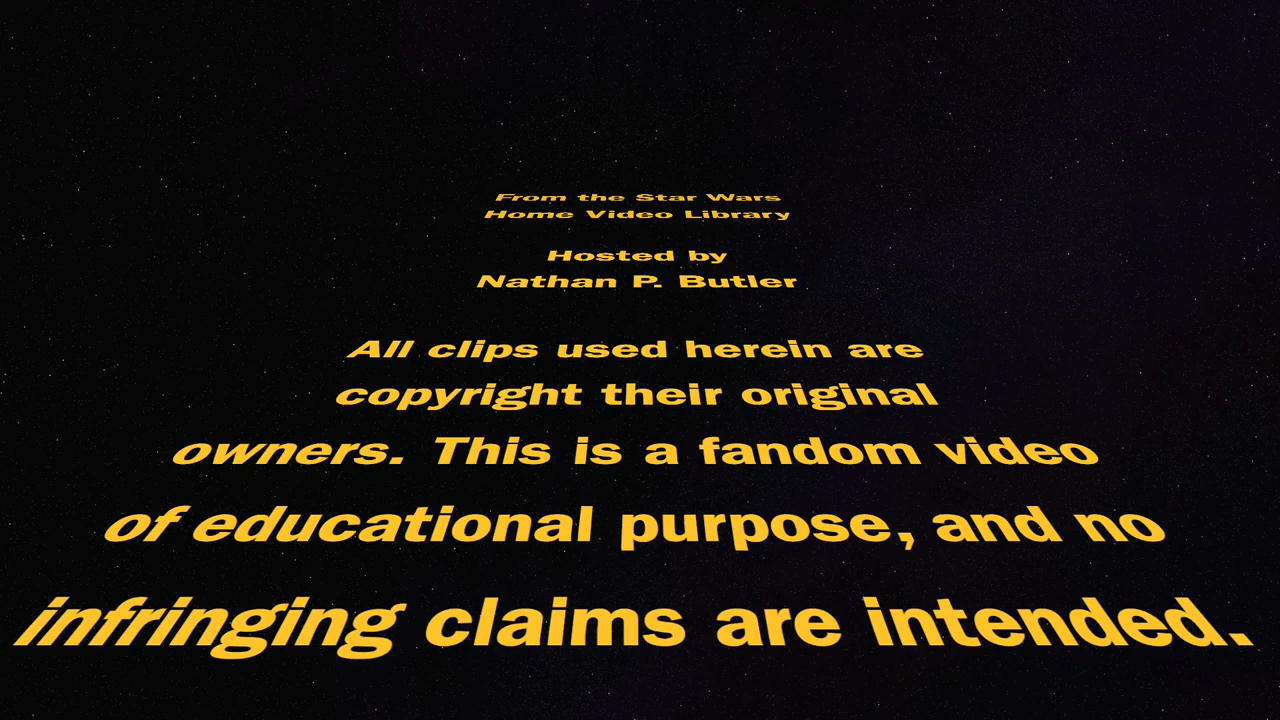 From the Star Wars
Home Video Library
Hosted by
Nathan P. Butler
All clips used herein are
copyright their original
owners. This is a fandom video
of educational purpose, and no
infringing claims are intended.